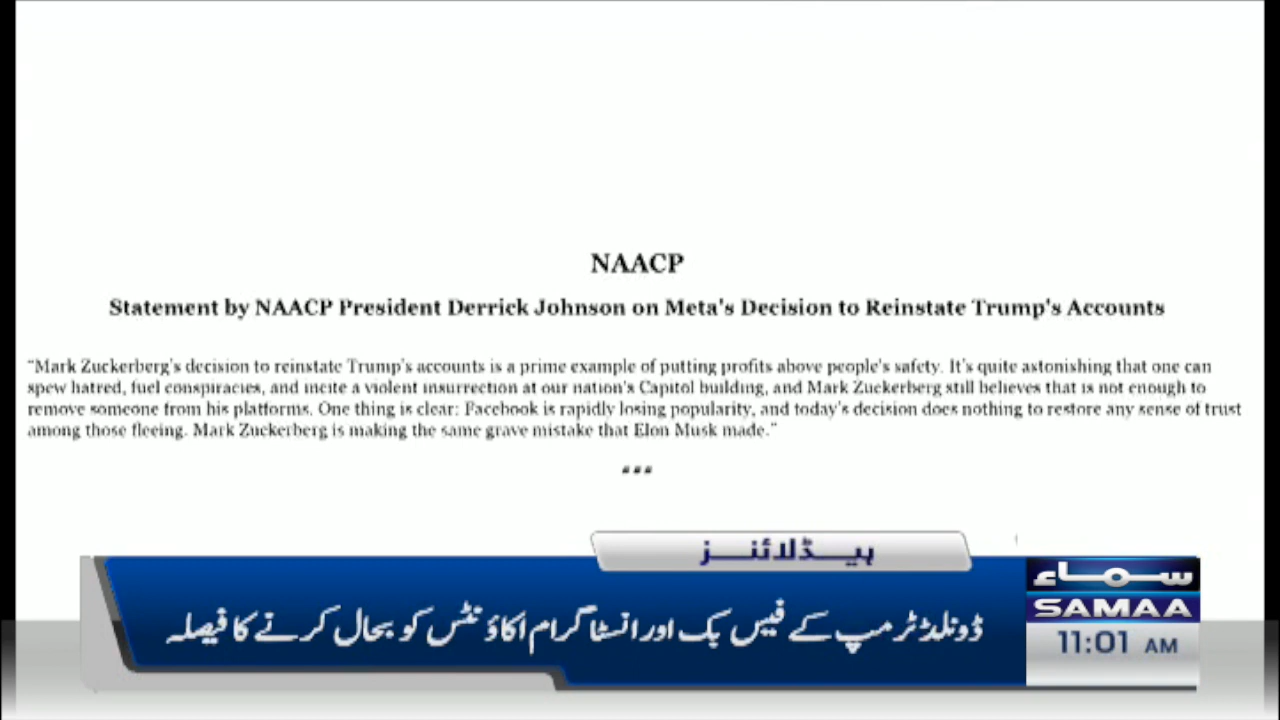 NAACP
Statement by NAACP President Derrick Johnson on Meta's Decision to Reinstate Trump's Accounts
"Mark Zuckerberg's decision to reinstate Trump's accounts is a prime example of putting profits above people's safety. It's quite astonishing that one can
spew hatred, fuel conspiracies, and incite a violent insurrection at our nation's Capitol building, and Mark Zuckerberg still believes that is not enough to
remove someone from his platforms. One thing is clear: Facebook is rapidly losing popularity, and today's decision does nothing to restore any sense of trust
among those fleeing. Mark Zuckerberg is making the same grave mistake that Elon Musk made."
###
ہیڈلائنز
ڈونلڈ ٹرمپ کے فیس بک اور انسٹا گرام اکاؤنٹس کو بحال کرنے کا فیصلہ
سماء
SAMAA
11:01 AM